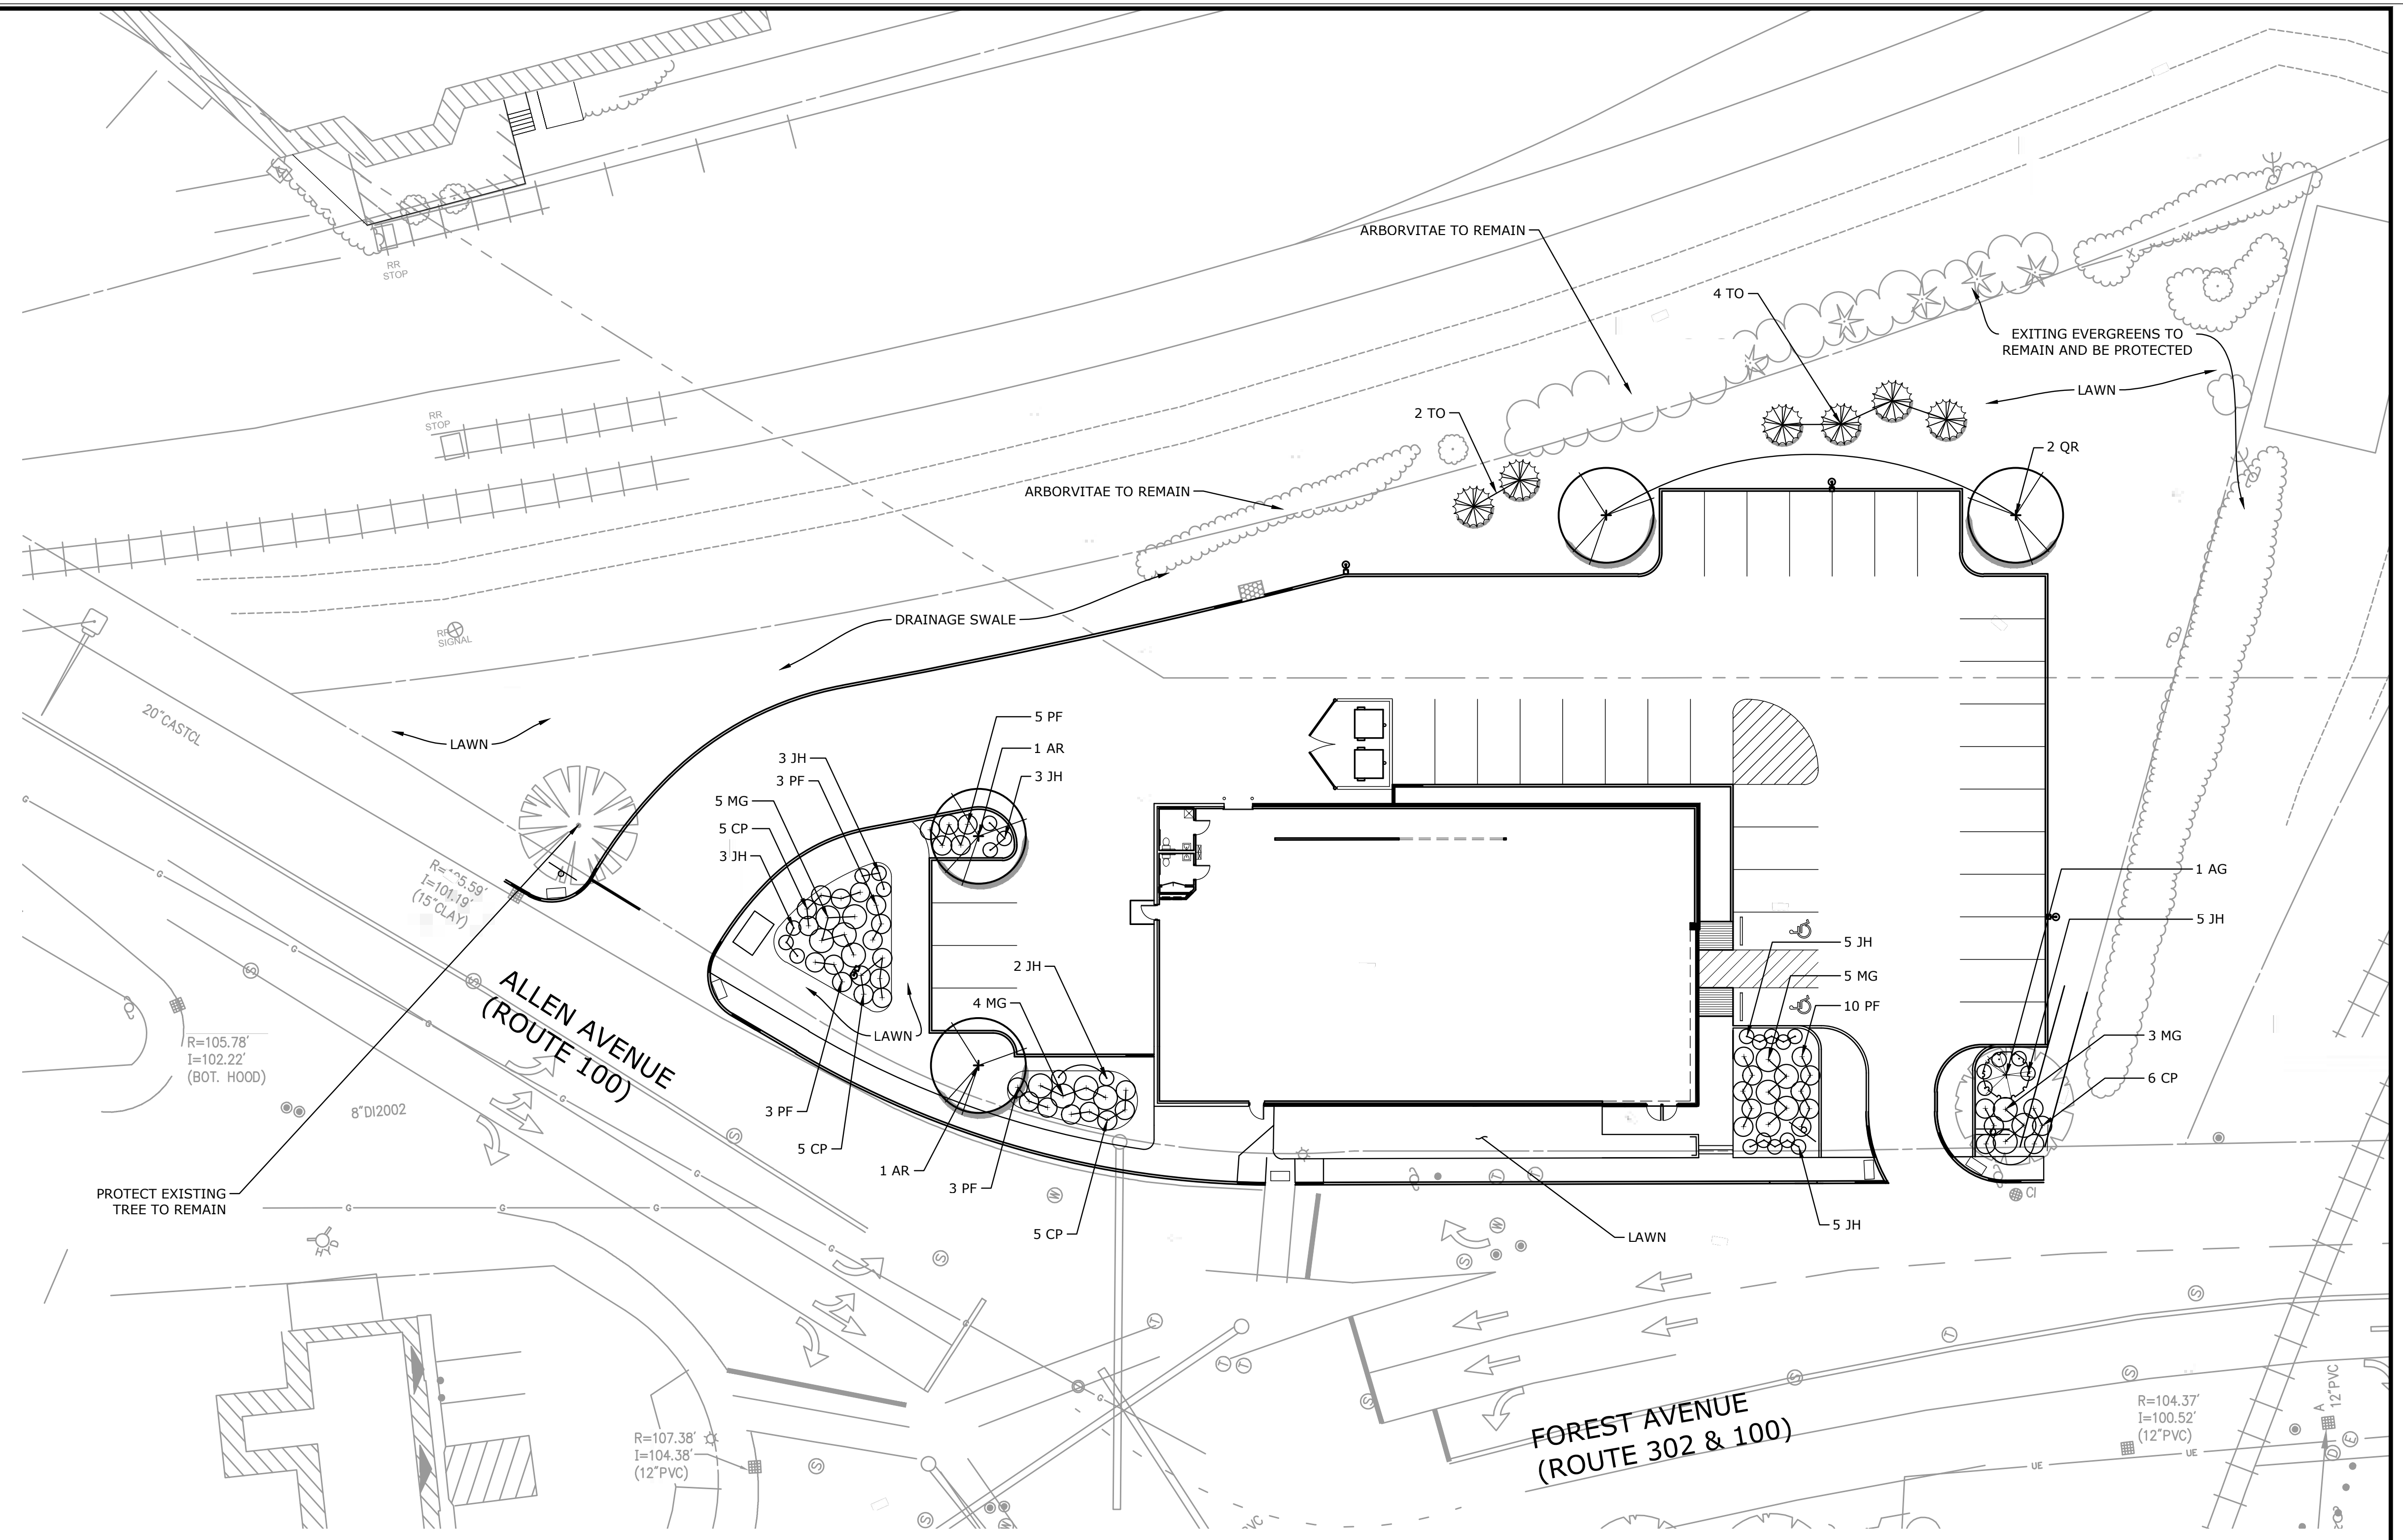 RR
STOP
ARBORVITAE TO REMAIN
4 TO
EXITING EVERGREENS TO
REMAIN AND BE PROTECTED
LAWN
RR
STOP
2 TO
2 QR
ARBORVITAE TO REMAIN
DRAINAGE SWALE
RR
SIGNAL
20"CASTCL
LAWN
5 PF
1 AR
3 JH
3 JH
3 PF
5 MG
5 CP
3 JH
I=101.19'
(15"CLAY)
1 AG
5 JH
5 JH
5 MG
10 PF
2 JH
4 MG
LAWN
ALLEN AVENUE
(ROUTE 100)
R=105.78'
I=102.22'
(BOT. HOOD)
8"DI2002
3 MG
6 CP
3 PF
5 CP
1 AR
3 PF
5 CP
PROTECT EXISTING
TREE TO REMAIN
CI
5 JH
LAWN
G
G
G
G
G
G
G
G
G
G
G
G
S
S
S
S
S
S
S
S
S
S
S
W
W
T
T
T
T
T
T
FOREST AVENUE
(ROUTE 302 & 100)
R=107.38'
I=104.38'
(12"PVC)
R=104.37'
I=100.52'
(12"PVC)
A
12"PVC
UE
UE
D
E